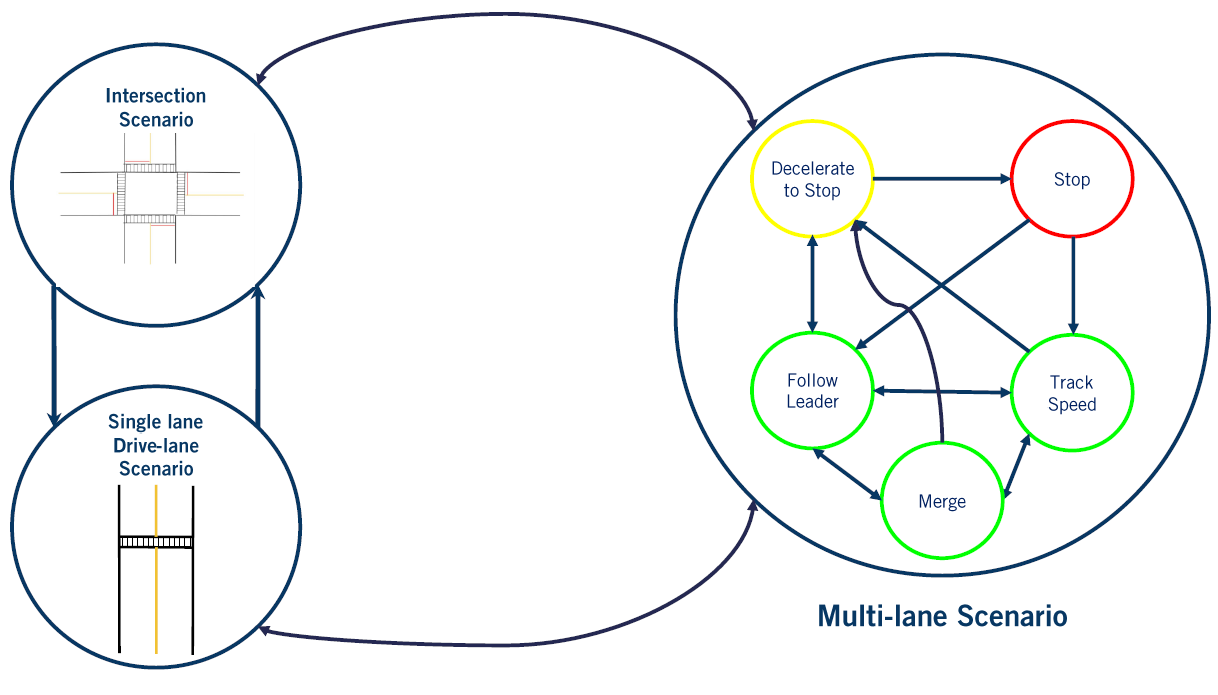 Intersection
Scenario
Single lane
Drive-lane
Scenario
Decelerate
to Stop
Stop
Follow
Leader
Track
Speed
Merge
Multi-lane Scenario